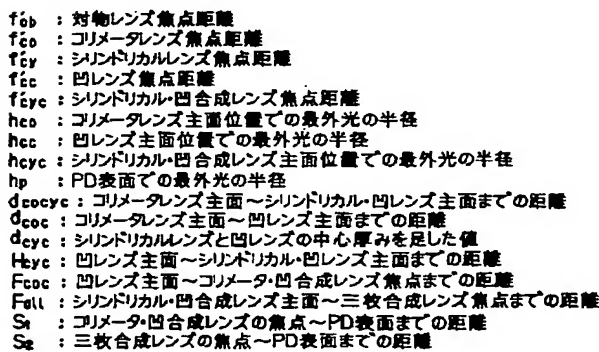 f'ob : 対物レンズ焦点距離
f'co : コリメータレンズ焦点距離
f'cy : シリンドリカルレンズ焦点距離
f'cc : 凹レンズ焦点距離
f'cyc : シリンドリカル・凹合成レンズ焦点距離
hco : コリメータレンズ主面位置での最外光の半径
hcc : 凹レンズ主面位置での最外光の半径
hcyc : シリンドリカル・凹合成レンズ主面位置での最外光の半径
hp : PD表面での最外光の半径
dcocyc : コリメータレンズ主面～シリンドリカル・凹レンズ主面までの距離
dcoc : コリメータレンズ主面～凹レンズ主面までの距離
dcyc : シリンドリカルレンズと凹レンズの中心厚みを足した値
Hcyc : 凹レンズ主面～シリンドリカル・凹レンズ主面までの距離
Fcoc : 凹レンズ主面～コリメータ・凹合成レンズ焦点までの距離
Fall : シリンドリカル・凹合成レンズ主面～三枚合成レンズ焦点までの距離
S1 : コリメータ・凹合成レンズの焦点～PD表面までの距離
S2 : 三枚合成レンズの焦点～PD表面までの距離